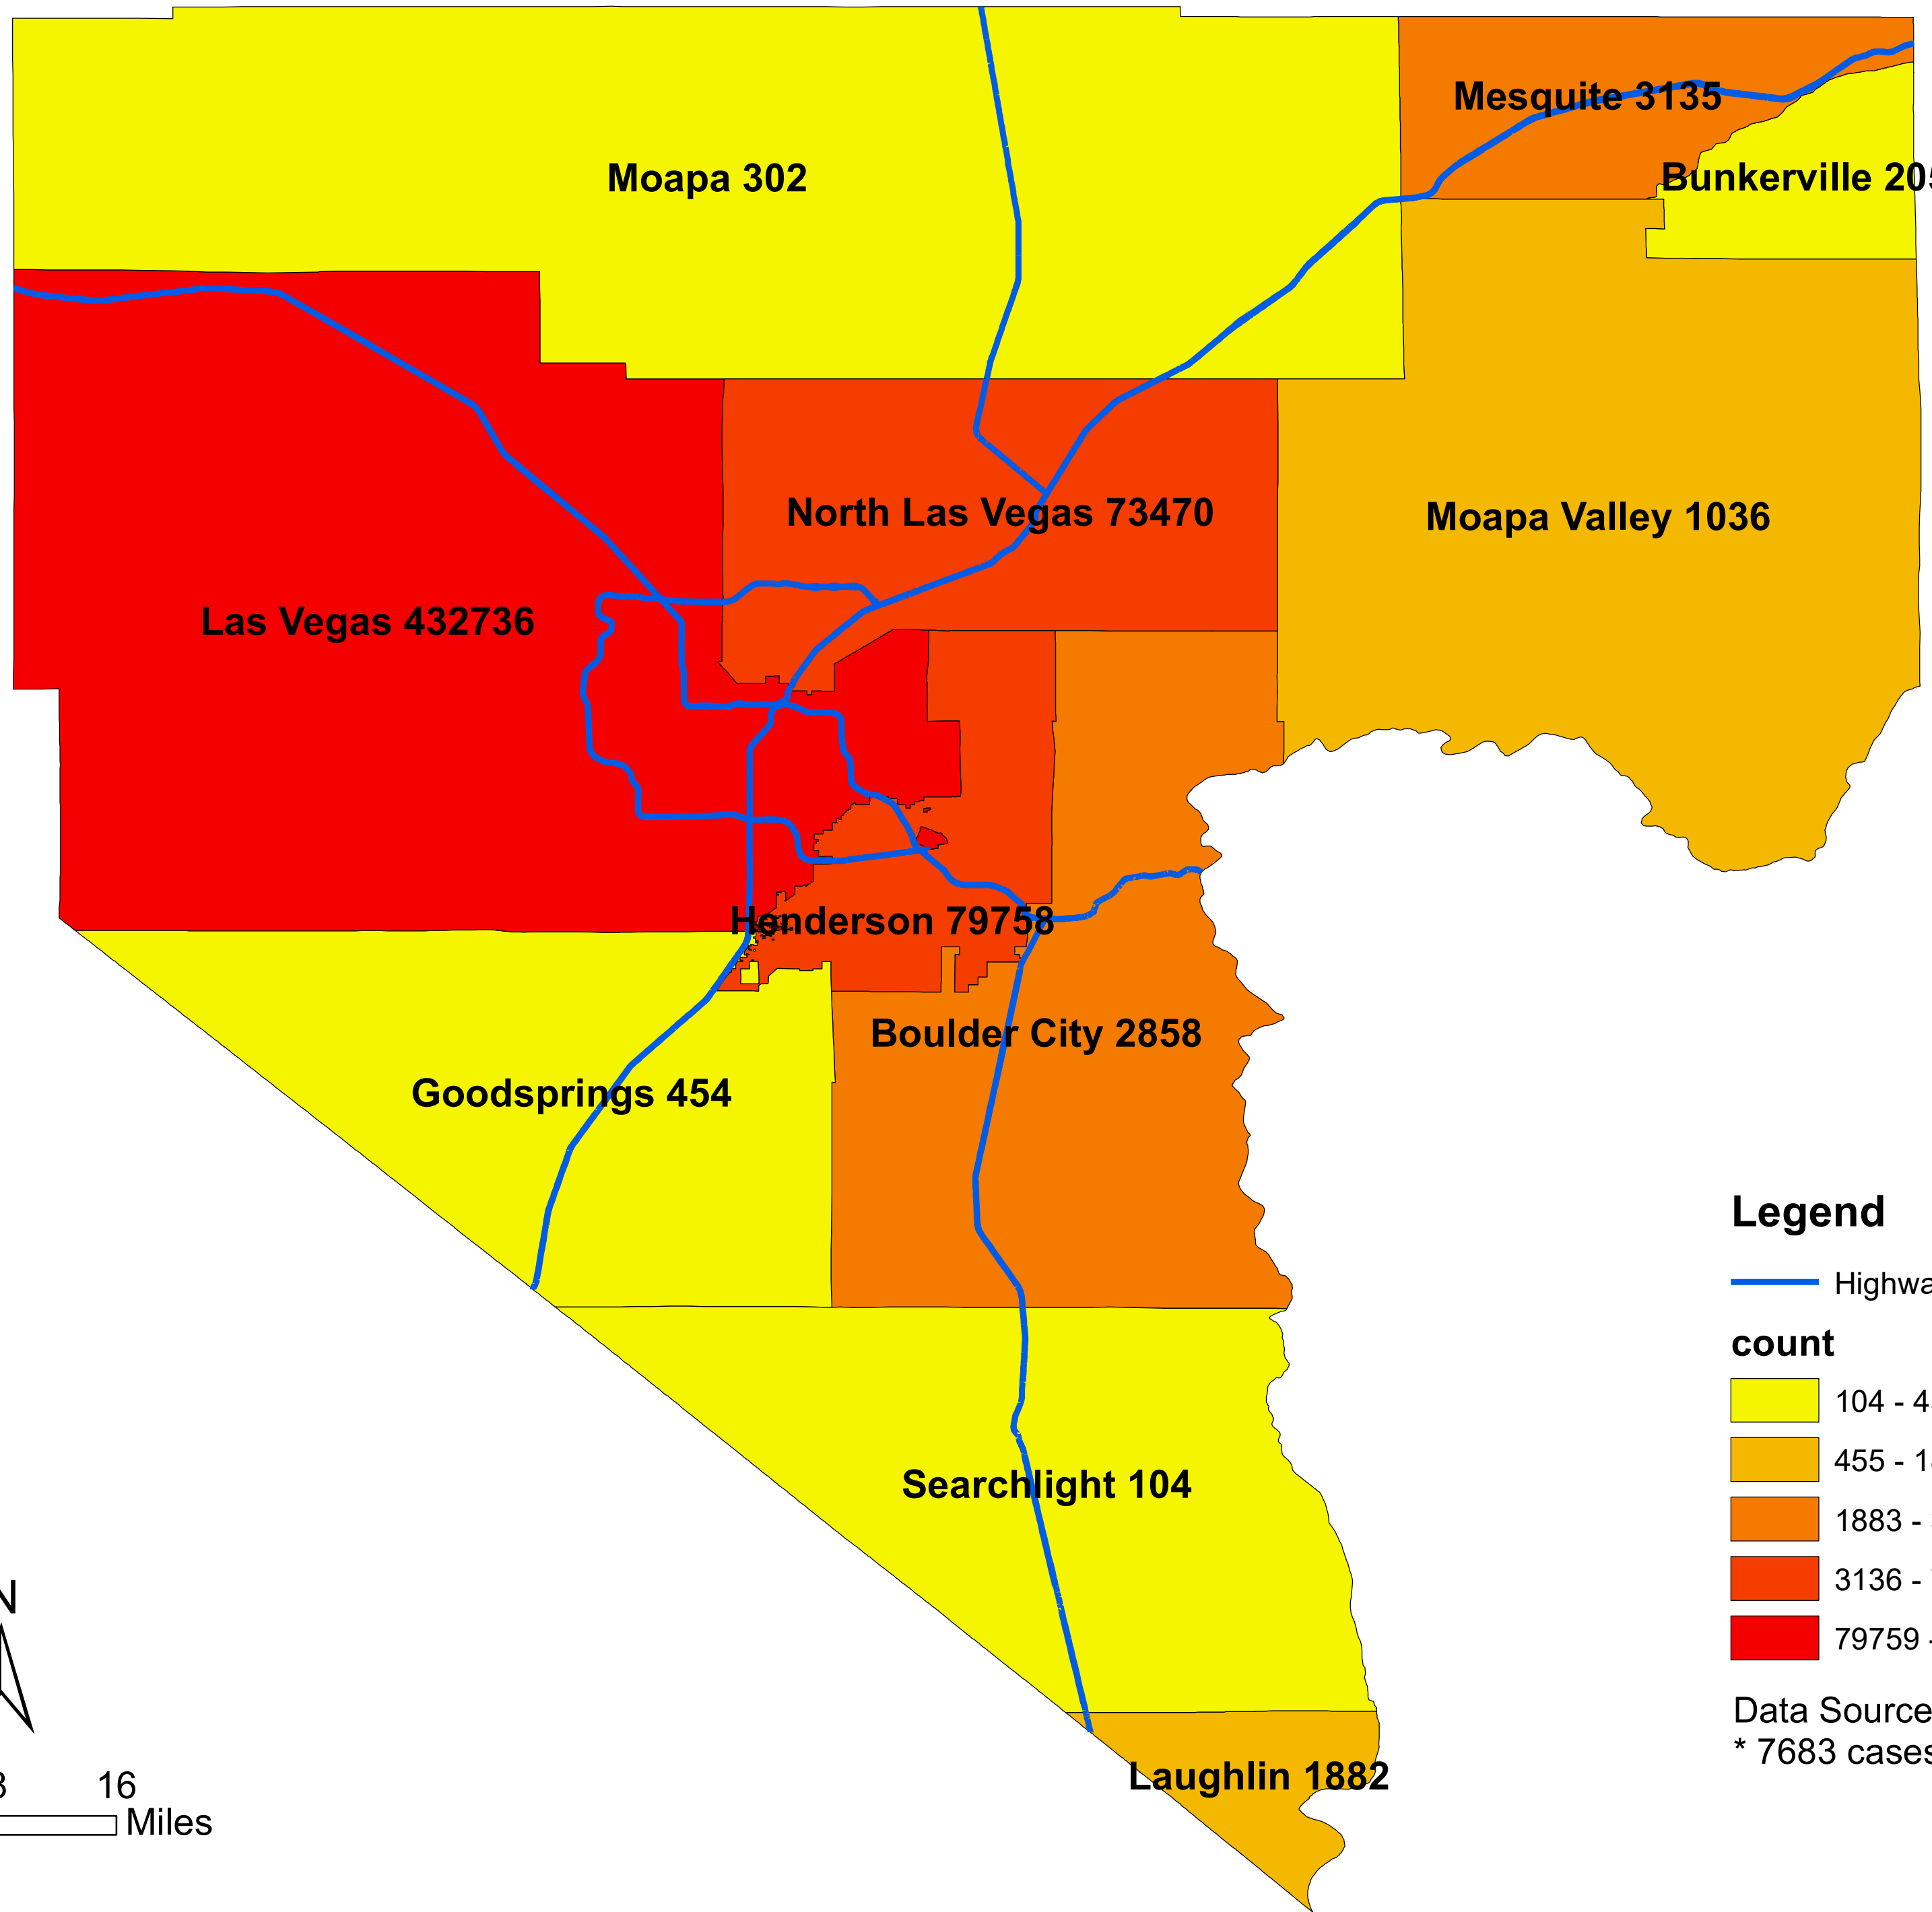 Mesquite 3135
Moapa 302
Bunkerville 205
North Las Vegas 73470
Moapa Valley 1036
Las Vegas 432736
Henderson 79758
Boulder City 2858
Goodsprings 454
Searchlight 104
Laughlin 1882
Legend
count
104 - 4
455 -
1883 -
3136 -
79759 -
Data Source
* 7683 cases
N
16
Miles